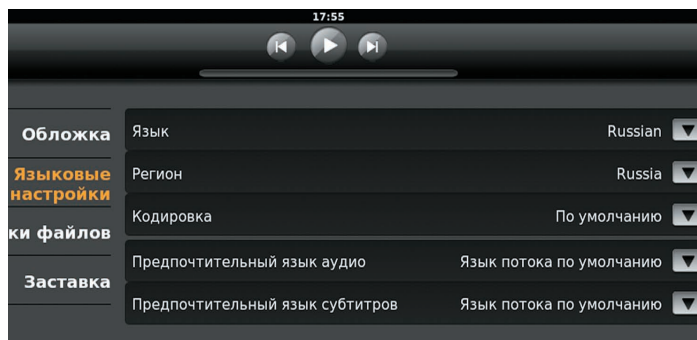 17:55
Обложка
Языковые
настройки
ки файлов
Заставка
Язык Russian
Регион Russia
Кодировка По умолчанию
Предпочтительный язык аудио Язык потока по умолчанию
Предпочтительный язык субтитров Язык потока по умолчанию